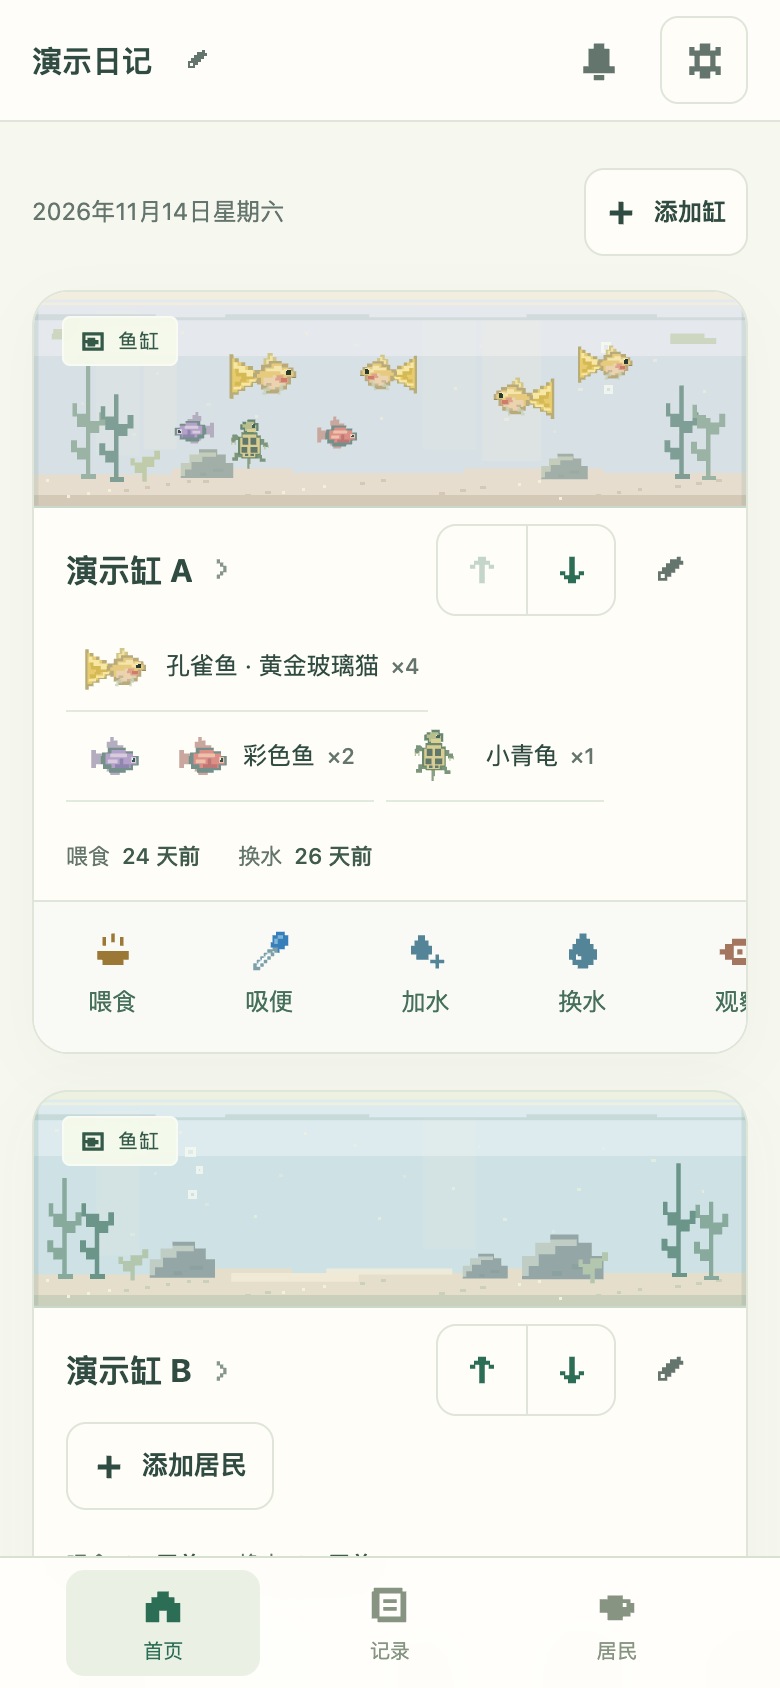 演示日记
2026年11月14日星期六
添加缸
鱼缸
演示缸 A
孔雀鱼 · 黄金玻璃猫 ×4
彩色鱼 ×2 小青龟 ×1
喂食 24 天前 换水 26 天前
喂食 吸便 加水 换水
鱼缸
演示缸 B
添加居民
首页 记录 居民